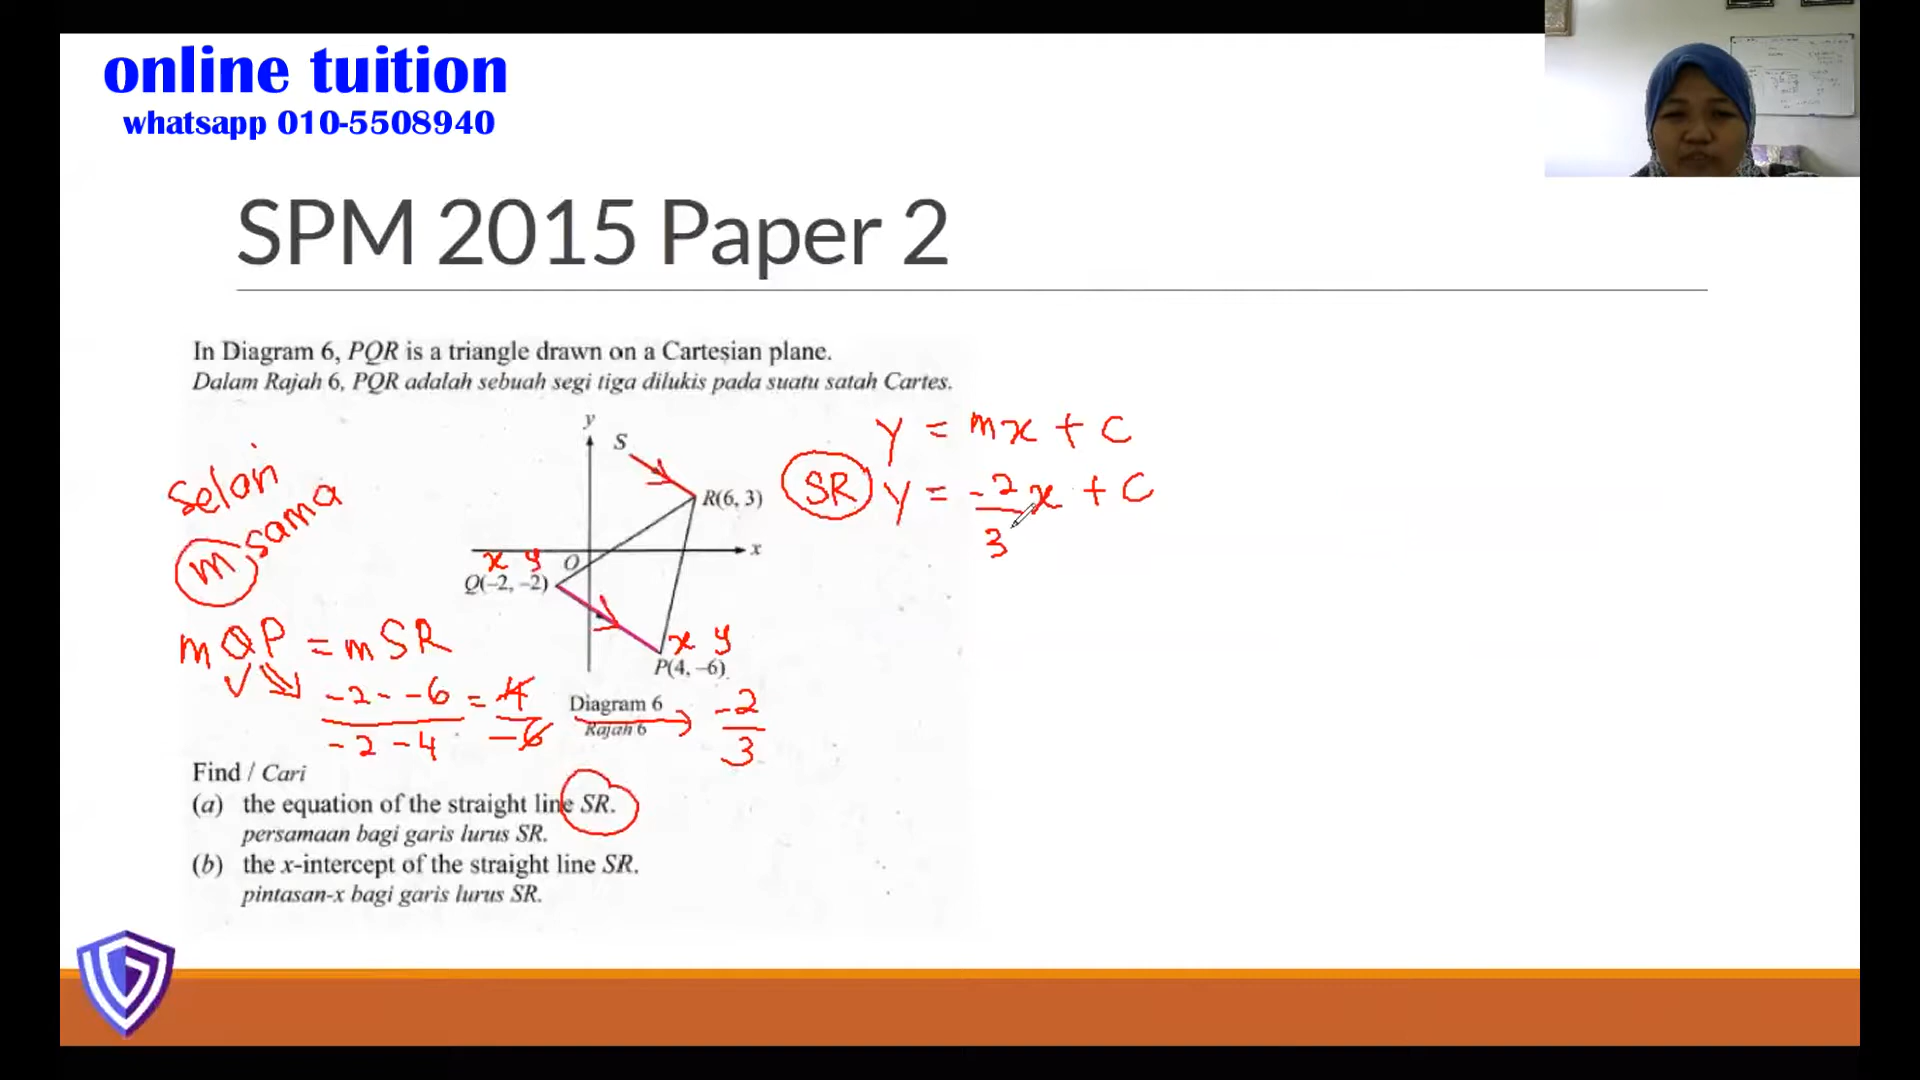 online tuition
whatsapp 010-5508940
SPM 2015 Paper 2
In Diagram 6, PQR is a triangle drawn on a Cartesian plane.
Dalam Rajah 6, PQR adalah sebuah segi tiga dilukis pada suatu satah Cartes.
y
S
R(6, 3)
x
O
x y
Q(–2, –2)
x y
P(4, –6)
Diagram 6
Rajah 6
selari
m sama
mQP = mSR
-2 - -6 = 4
-2 - 4 -6
-2
3
y = mx + c
SR y = -2x + c
3
Find / Cari
(a) the equation of the straight line SR.
persamaan bagi garis lurus SR.
(b) the x-intercept of the straight line SR.
pintasan-x bagi garis lurus SR.